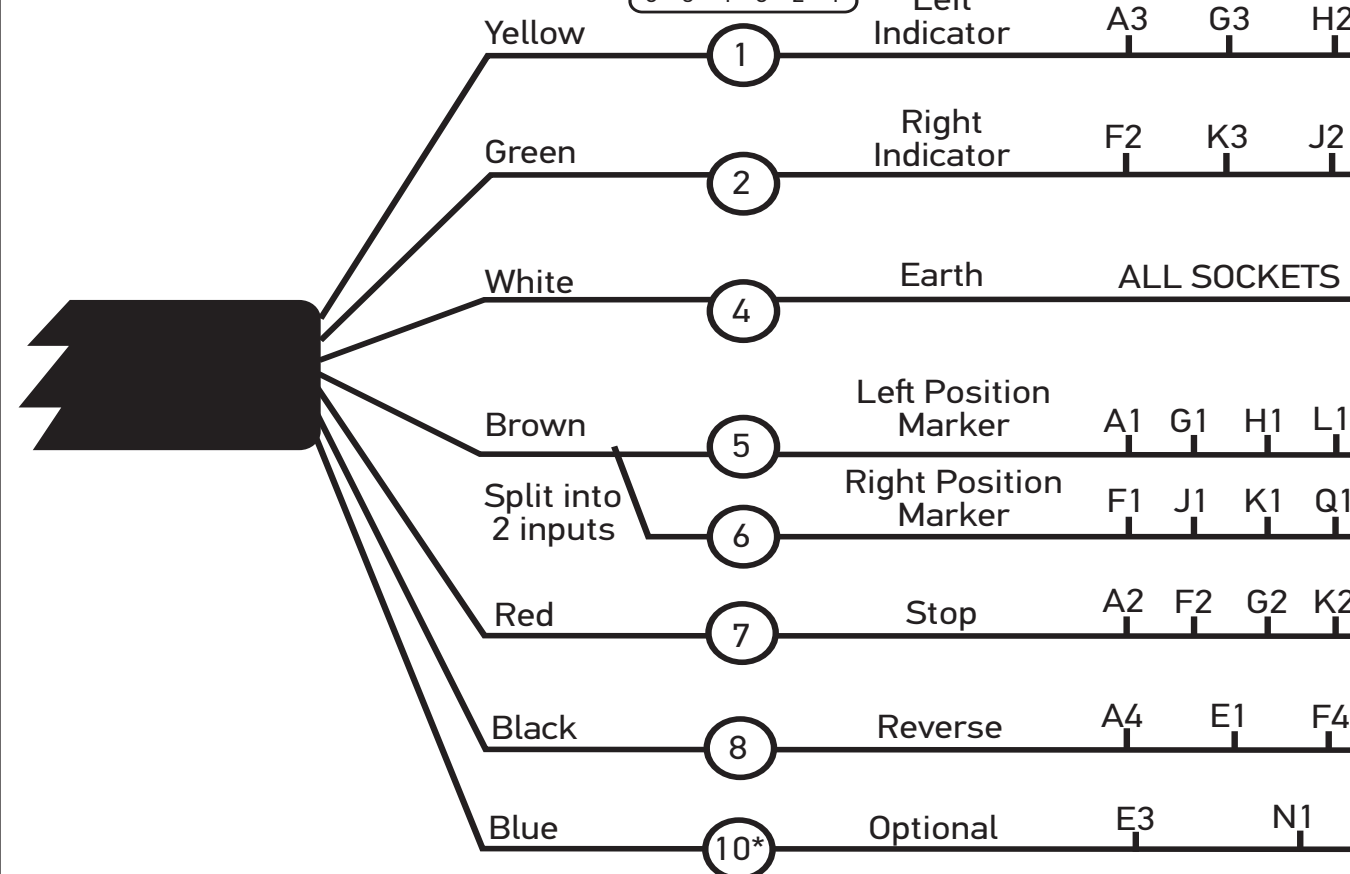 Left
Yellow 1 Indicator A3 G3 H2
Right
Green 2 Indicator F2 K3 J2
White 4 Earth ALL SOCKETS
Left Position
Brown 5 Marker A1 G1 H1 L1
Split into
2 inputs
Right Position
6 Marker F1 J1 K1 Q1
Red 7 Stop A2 F2 G2 K2
Black 8 Reverse A4 E1 F4
Blue 10* Optional E3 N1